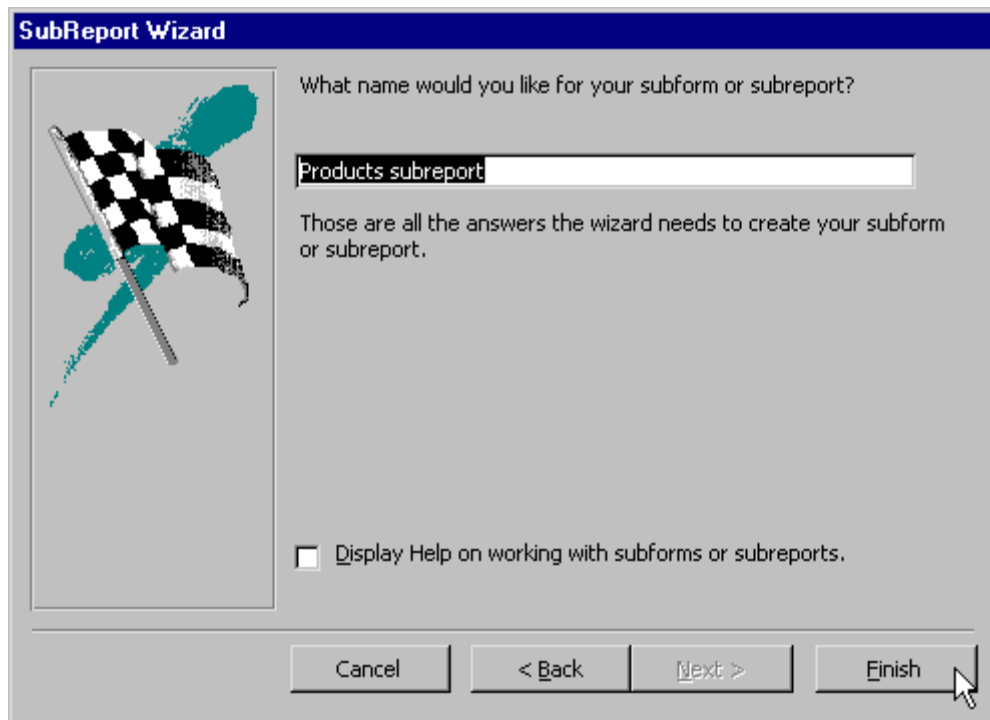 SubReport Wizard
What name would you like for your subform or subreport?
Products subreport
Those are all the answers the wizard needs to create your subform
or subreport.
Display Help on working with subforms or subreports.
Cancel
< Back
Next >
Finish